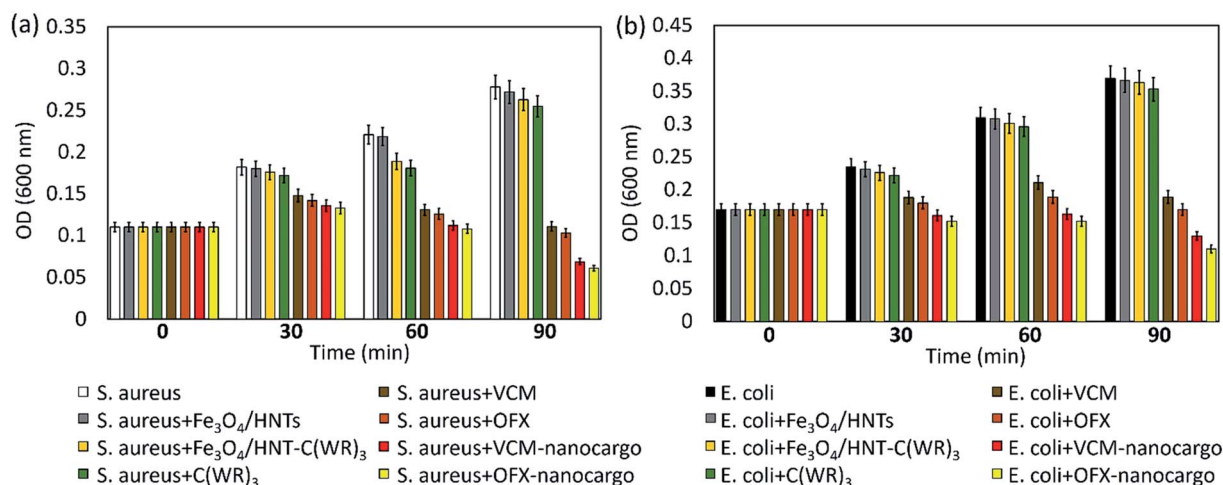 (a)
OD (600 nm)
0.35
0.3
0.25
0.2
0.15
0.1
0.05
0
0 30 60 90
Time (min)
S. aureus
S. aureus+Fe₃O₄/HNTs
S. aureus+Fe₃O₄/HNT-C(WR)₃
S. aureus+C(WR)₃
S. aureus+VCM
S. aureus+OFX
S. aureus+VCM-nanocargo
S. aureus+OFX-nanocargo
(b)
OD (600 nm)
0.45
0.4
0.35
0.3
0.25
0.2
0.15
0.1
0.05
0
0 30 60 90
Time (min)
E. coli
E. coli+Fe₃O₄/HNTs
E. coli+Fe₃O₄/HNT-C(WR)₃
E. coli+C(WR)₃
E. coli+VCM
E. coli+OFX
E. coli+VCM-nanocargo
E. coli+OFX-nanocargo